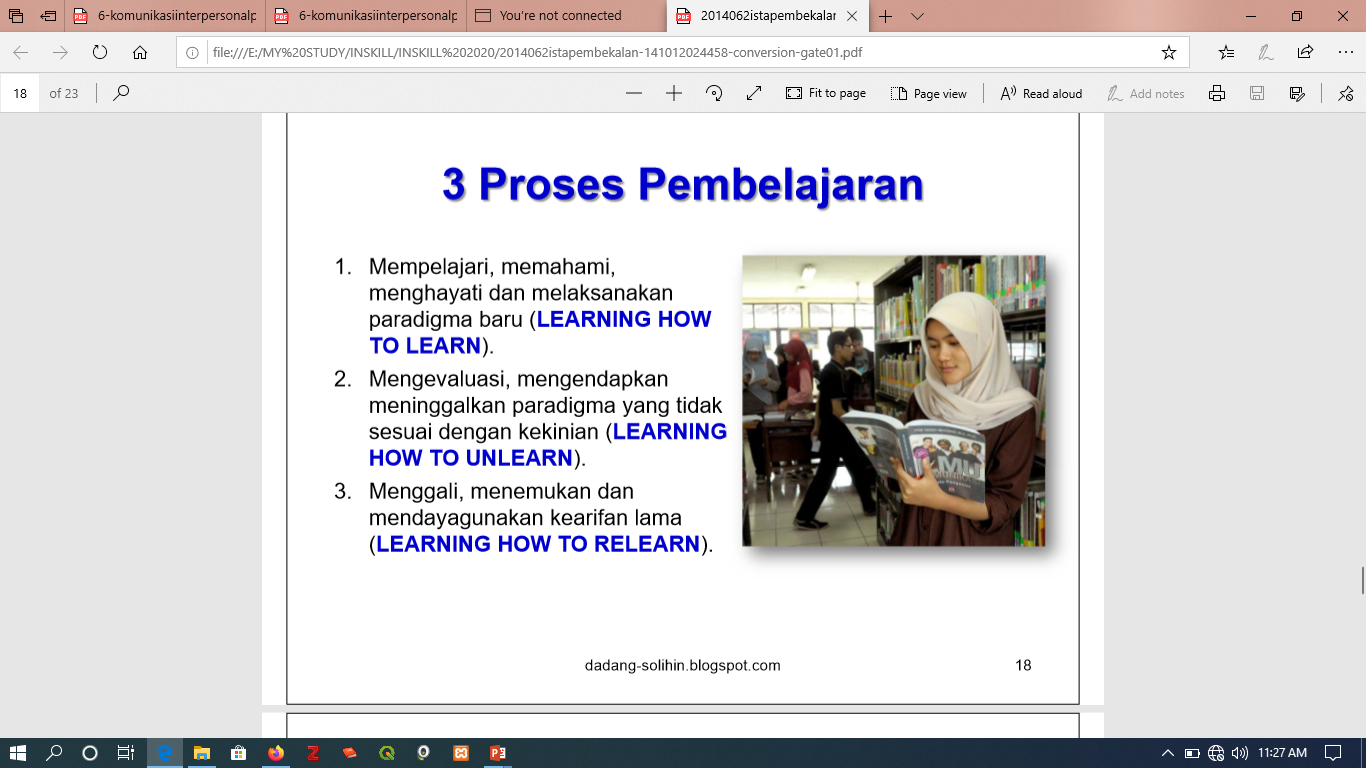 6-komunikasiinterpersonalp
6-komunikasiinterpersonalp
You're not connected
2014062istapembekalar
file:///E:/MY%20STUDY/INSKILL/INSKILL%202020/2014062istapembekalan-141012024458-conversion-gate01.pdf
18 of 23
Fit to page
Page view
Read aloud
Add notes
3 Proses Pembelajaran
1. Mempelajari, memahami,
menghayati dan melaksanakan
paradigma baru (LEARNING HOW
TO LEARN).
2. Mengevaluasi, mengendapkan
meninggalkan paradigma yang tidak
sesuai dengan kekinian (LEARNING
HOW TO UNLEARN).
3. Menggali, menemukan dan
mendayagunakan kearifan lama
(LEARNING HOW TO RELEARN).
dadang-solihin.blogspot.com
18
11:27 AM